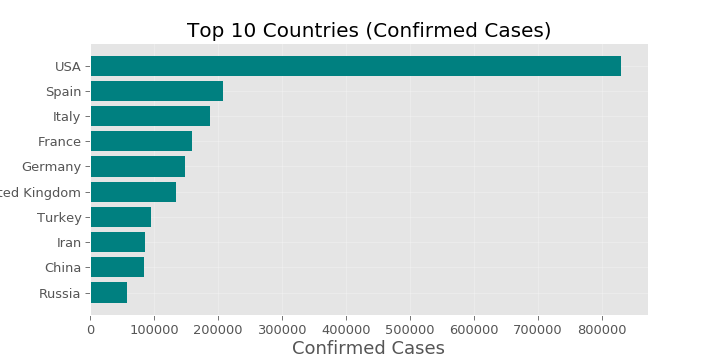 Top 10 Countries (Confirmed Cases)
USA
Spain
Italy
France
Germany
ted Kingdom
Turkey
Iran
China
Russia
0 100000 200000 300000 400000 500000 600000 700000 800000
Confirmed Cases